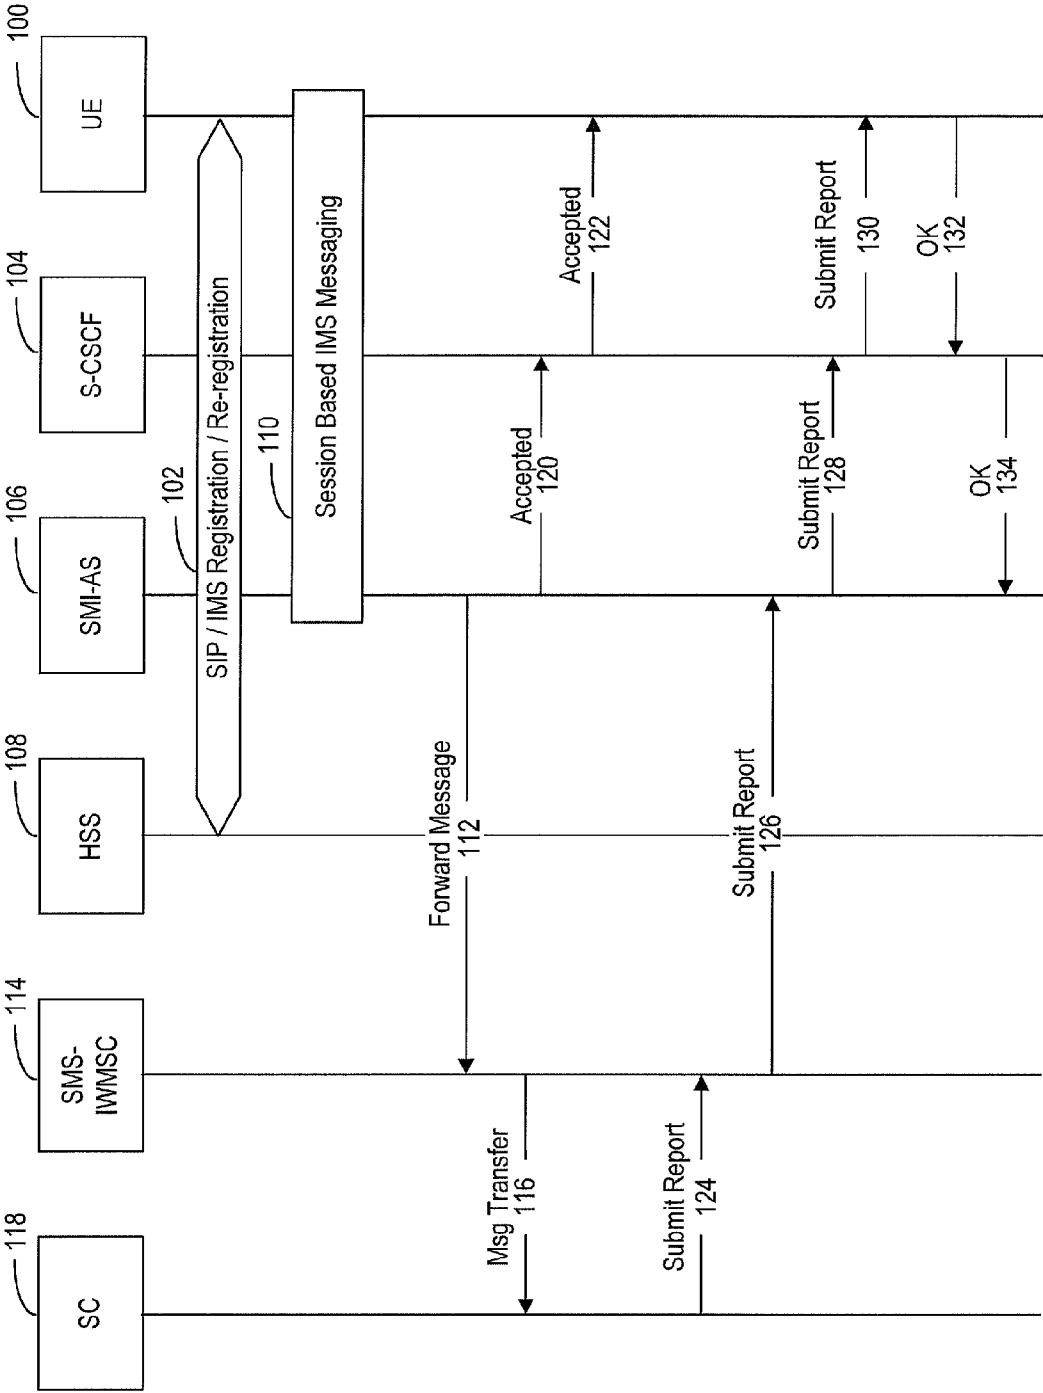 100
UE
104
S-CSCF
106
SMI-AS
108
HSS
114
SMS-
IWMSC
118
SC
102
SIP / IMS Registration / Re-registration
110
Session Based IMS Messaging
Forward Message
112
Msg Transfer
116
Accepted
120
Accepted
122
Submit Report
124
Submit Report
126
Submit Report
128
Submit Report
130
OK
132
OK
134